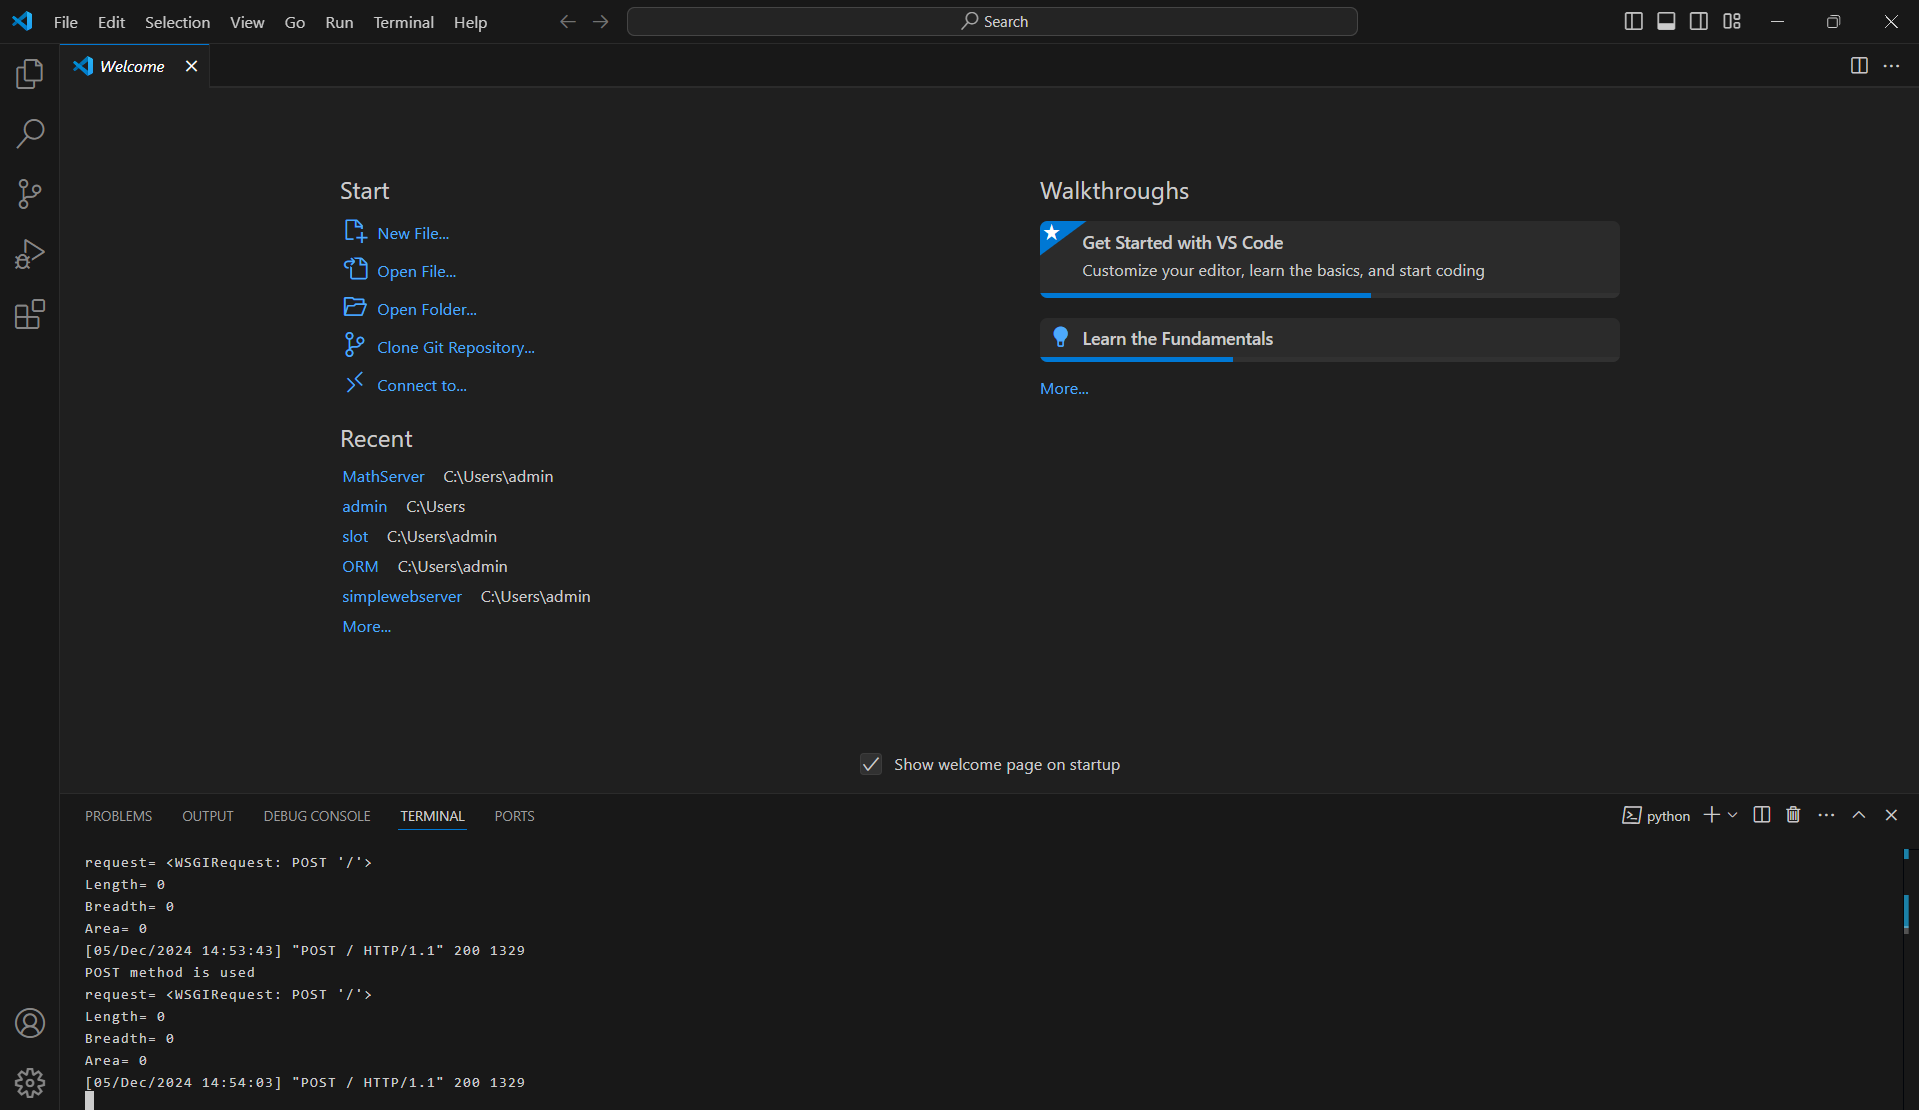 File Edit Selection View Go Run Terminal Help Search
Welcome
Start
New File...
Open File...
Open Folder...
Clone Git Repository...
Connect to...
Recent
MathServer C:\Users\admin
admin C:\Users
slot C:\Users\admin
ORM C:\Users\admin
simplewebserver C:\Users\admin
More...
Walkthroughs
Get Started with VS Code
Customize your editor, learn the basics, and start coding
Learn the Fundamentals
More...
Show welcome page on startup
PROBLEMS OUTPUT DEBUG CONSOLE TERMINAL PORTS python
request= <WSGIRequest: POST '/'>
Length= 0
Breadth= 0
Area= 0
[05/Dec/2024 14:53:43] "POST / HTTP/1.1" 200 1329
POST method is used
request= <WSGIRequest: POST '/'>
Length= 0
Breadth= 0
Area= 0
[05/Dec/2024 14:54:03] "POST / HTTP/1.1" 200 1329